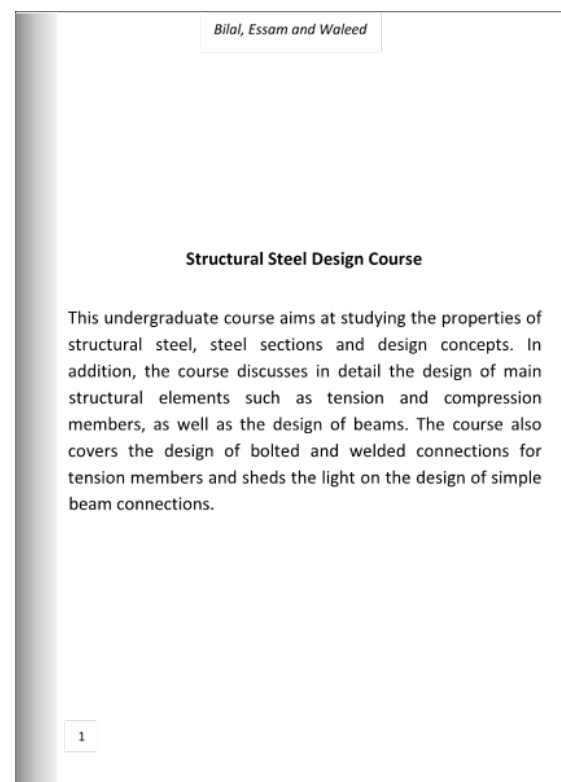 Bilal, Essam and Waleed
Structural Steel Design Course
This undergraduate course aims at studying the properties of
structural steel, steel sections and design concepts. In
addition, the course discusses in detail the design of main
structural elements such as tension and compression
members, as well as the design of beams. The course also
covers the design of bolted and welded connections for
tension members and sheds the light on the design of simple
beam connections.
1